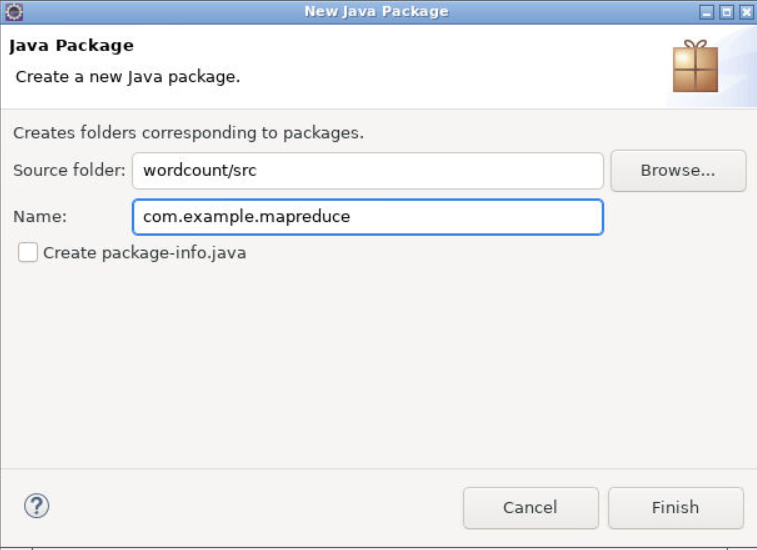 New Java Package
Java Package
Create a new Java package.
Creates folders corresponding to packages.
Source folder: wordcount/src Browse...
Name: com.example.mapreduce
Create package-info.java
? Cancel Finish